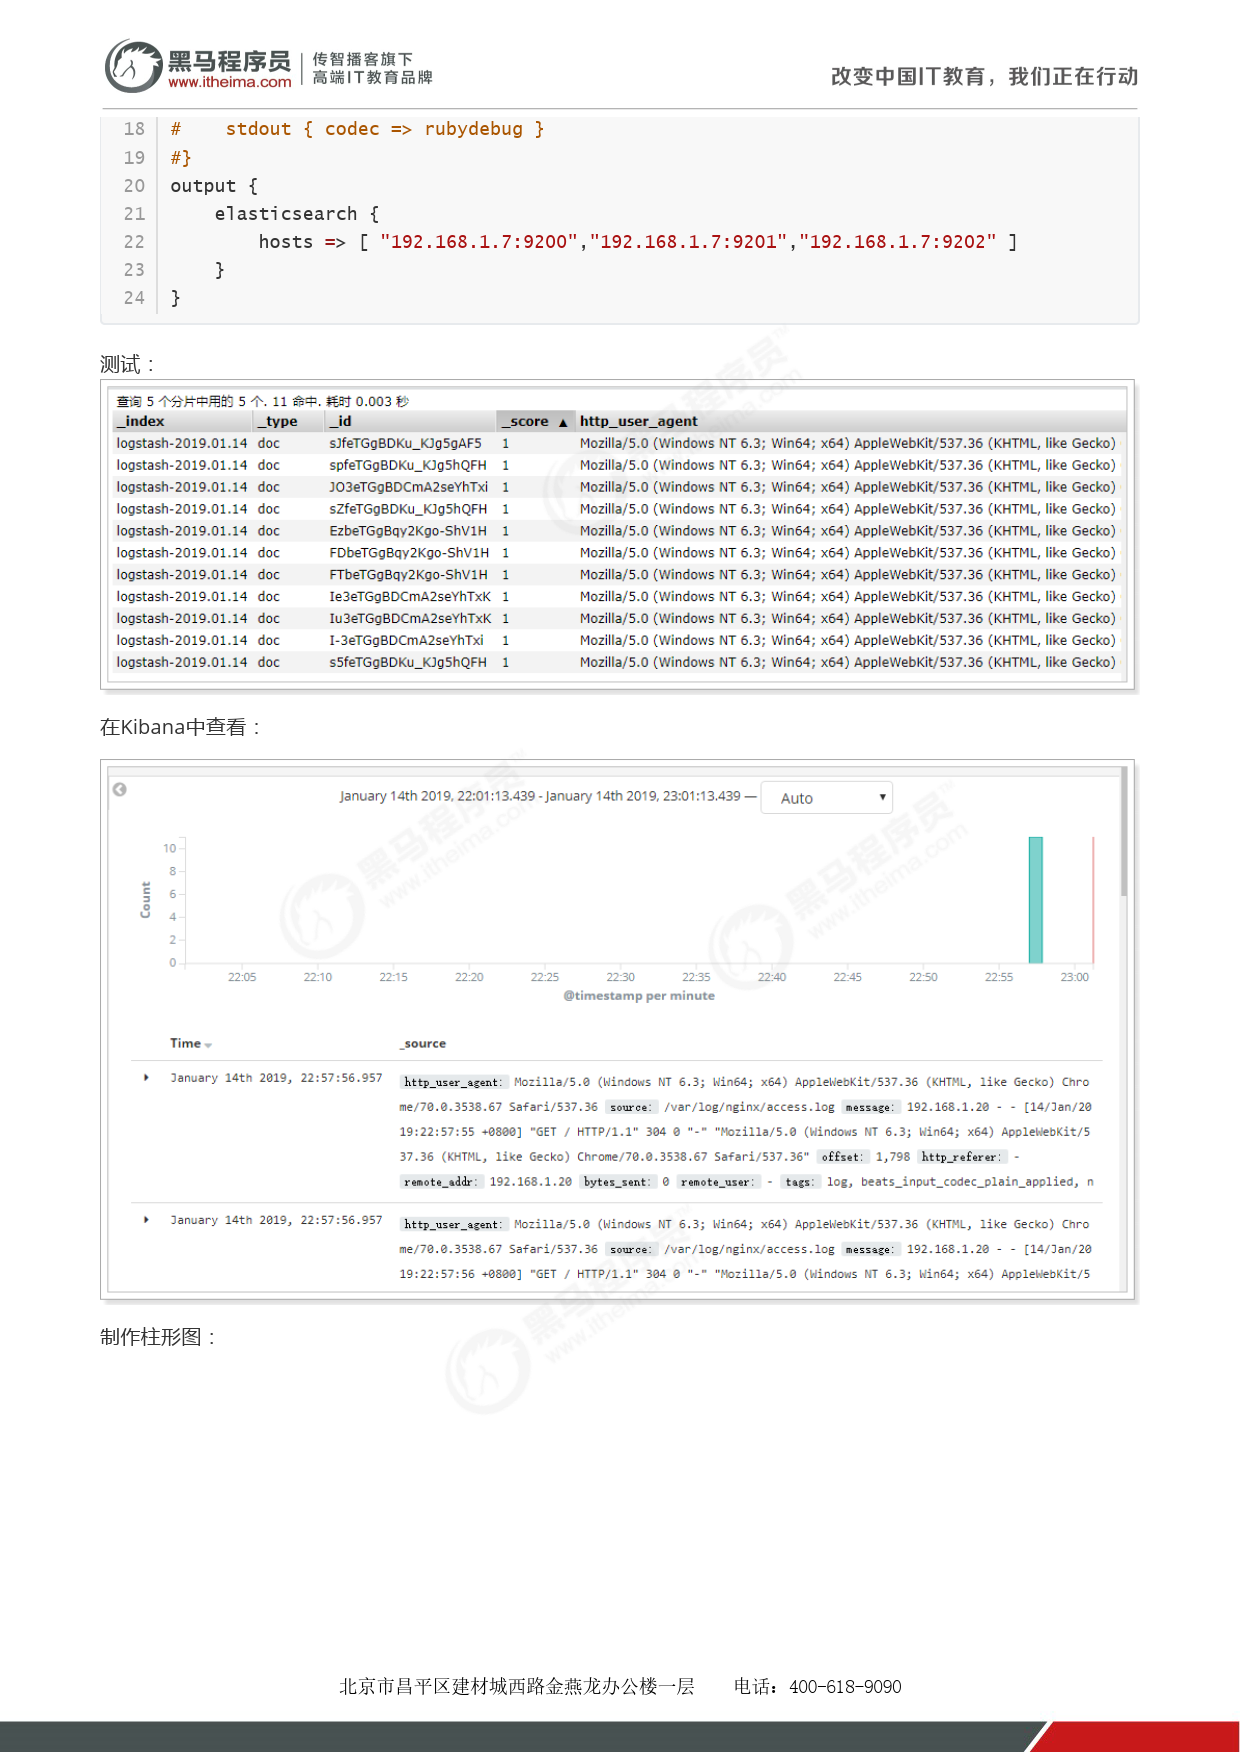 黑马程序员
www.itheima.com
传智播客旗下
高端IT教育品牌
改变中国IT教育，我们正在行动
18 #    stdout { codec => rubydebug }
19 #}
20 output {
21     elasticsearch {
22         hosts => [ "192.168.1.7:9200","192.168.1.7:9201","192.168.1.7:9202" ]
23     }
24 }
测试：
查询 5 个分片中用的 5 个. 11 命中. 耗时 0.003 秒
_index _type _id _score ▲ http_user_agent
logstash-2019.01.14 doc sJfeTGgBDKu_KJg5gAF5 1 Mozilla/5.0 (Windows NT 6.3; Win64; x64) AppleWebKit/537.36 (KHTML, like Gecko)
logstash-2019.01.14 doc spfeTGgBDKu_KJg5hQFH 1 Mozilla/5.0 (Windows NT 6.3; Win64; x64) AppleWebKit/537.36 (KHTML, like Gecko)
logstash-2019.01.14 doc JO3eTGgBDCmA2seYhTxi 1 Mozilla/5.0 (Windows NT 6.3; Win64; x64) AppleWebKit/537.36 (KHTML, like Gecko)
logstash-2019.01.14 doc sZfeTGgBDKu_KJg5hQFH 1 Mozilla/5.0 (Windows NT 6.3; Win64; x64) AppleWebKit/537.36 (KHTML, like Gecko)
logstash-2019.01.14 doc EzbeTGgBqy2Kgo-ShV1H 1 Mozilla/5.0 (Windows NT 6.3; Win64; x64) AppleWebKit/537.36 (KHTML, like Gecko)
logstash-2019.01.14 doc FDbeTGgBqy2Kgo-ShV1H 1 Mozilla/5.0 (Windows NT 6.3; Win64; x64) AppleWebKit/537.36 (KHTML, like Gecko)
logstash-2019.01.14 doc FTbeTGgBqy2Kgo-ShV1H 1 Mozilla/5.0 (Windows NT 6.3; Win64; x64) AppleWebKit/537.36 (KHTML, like Gecko)
logstash-2019.01.14 doc Ie3eTGgBDCmA2seYhTxK 1 Mozilla/5.0 (Windows NT 6.3; Win64; x64) AppleWebKit/537.36 (KHTML, like Gecko)
logstash-2019.01.14 doc Iu3eTGgBDCmA2seYhTxK 1 Mozilla/5.0 (Windows NT 6.3; Win64; x64) AppleWebKit/537.36 (KHTML, like Gecko)
logstash-2019.01.14 doc I-3eTGgBDCmA2seYhTxi 1 Mozilla/5.0 (Windows NT 6.3; Win64; x64) AppleWebKit/537.36 (KHTML, like Gecko)
logstash-2019.01.14 doc s5feTGgBDKu_KJg5hQFH 1 Mozilla/5.0 (Windows NT 6.3; Win64; x64) AppleWebKit/537.36 (KHTML, like Gecko)
在Kibana中查看：
January 14th 2019, 22:01:13.439 - January 14th 2019, 23:01:13.439 — Auto
Count
10
8
6
4
2
0
22:05 22:10 22:15 22:20 22:25 22:30 22:35 22:40 22:45 22:50 22:55 23:00
@timestamp per minute
Time _source
January 14th 2019, 22:57:56.957 http_user_agent: Mozilla/5.0 (Windows NT 6.3; Win64; x64) AppleWebKit/537.36 (KHTML, like Gecko) Chro
me/70.0.3538.67 Safari/537.36 source: /var/log/nginx/access.log message: 192.168.1.20 - - [14/Jan/20
19:22:57:55 +0800] "GET / HTTP/1.1" 304 0 "-" "Mozilla/5.0 (Windows NT 6.3; Win64; x64) AppleWebKit/5
37.36 (KHTML, like Gecko) Chrome/70.0.3538.67 Safari/537.36" offset: 1,798 http_referer: -
remote_addr: 192.168.1.20 bytes_sent: 0 remote_user: - tags: log, beats_input_codec_plain_applied, n
January 14th 2019, 22:57:56.957 http_user_agent: Mozilla/5.0 (Windows NT 6.3; Win64; x64) AppleWebKit/537.36 (KHTML, like Gecko) Chro
me/70.0.3538.67 Safari/537.36 source: /var/log/nginx/access.log message: 192.168.1.20 - - [14/Jan/20
19:22:57:56 +0800] "GET / HTTP/1.1" 304 0 "-" "Mozilla/5.0 (Windows NT 6.3; Win64; x64) AppleWebKit/5
制作柱形图：
北京市昌平区建材城西路金燕龙办公楼一层 电话：400-618-9090